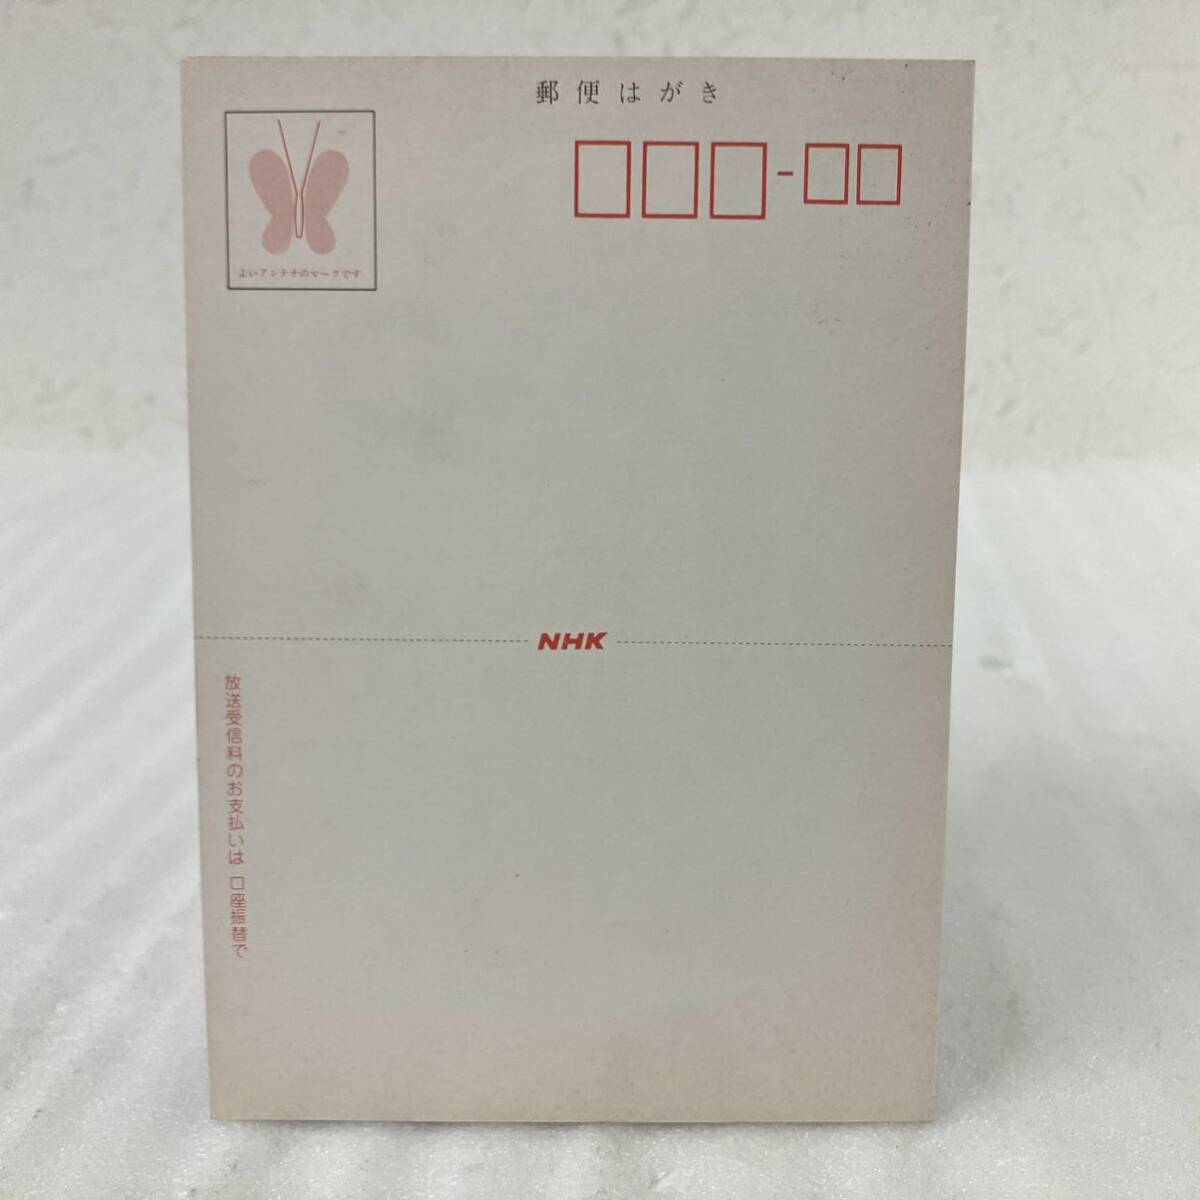 郵便はがき
よいアンテナのマークです
NHK
放送受信料のお支払いは 口座振替で